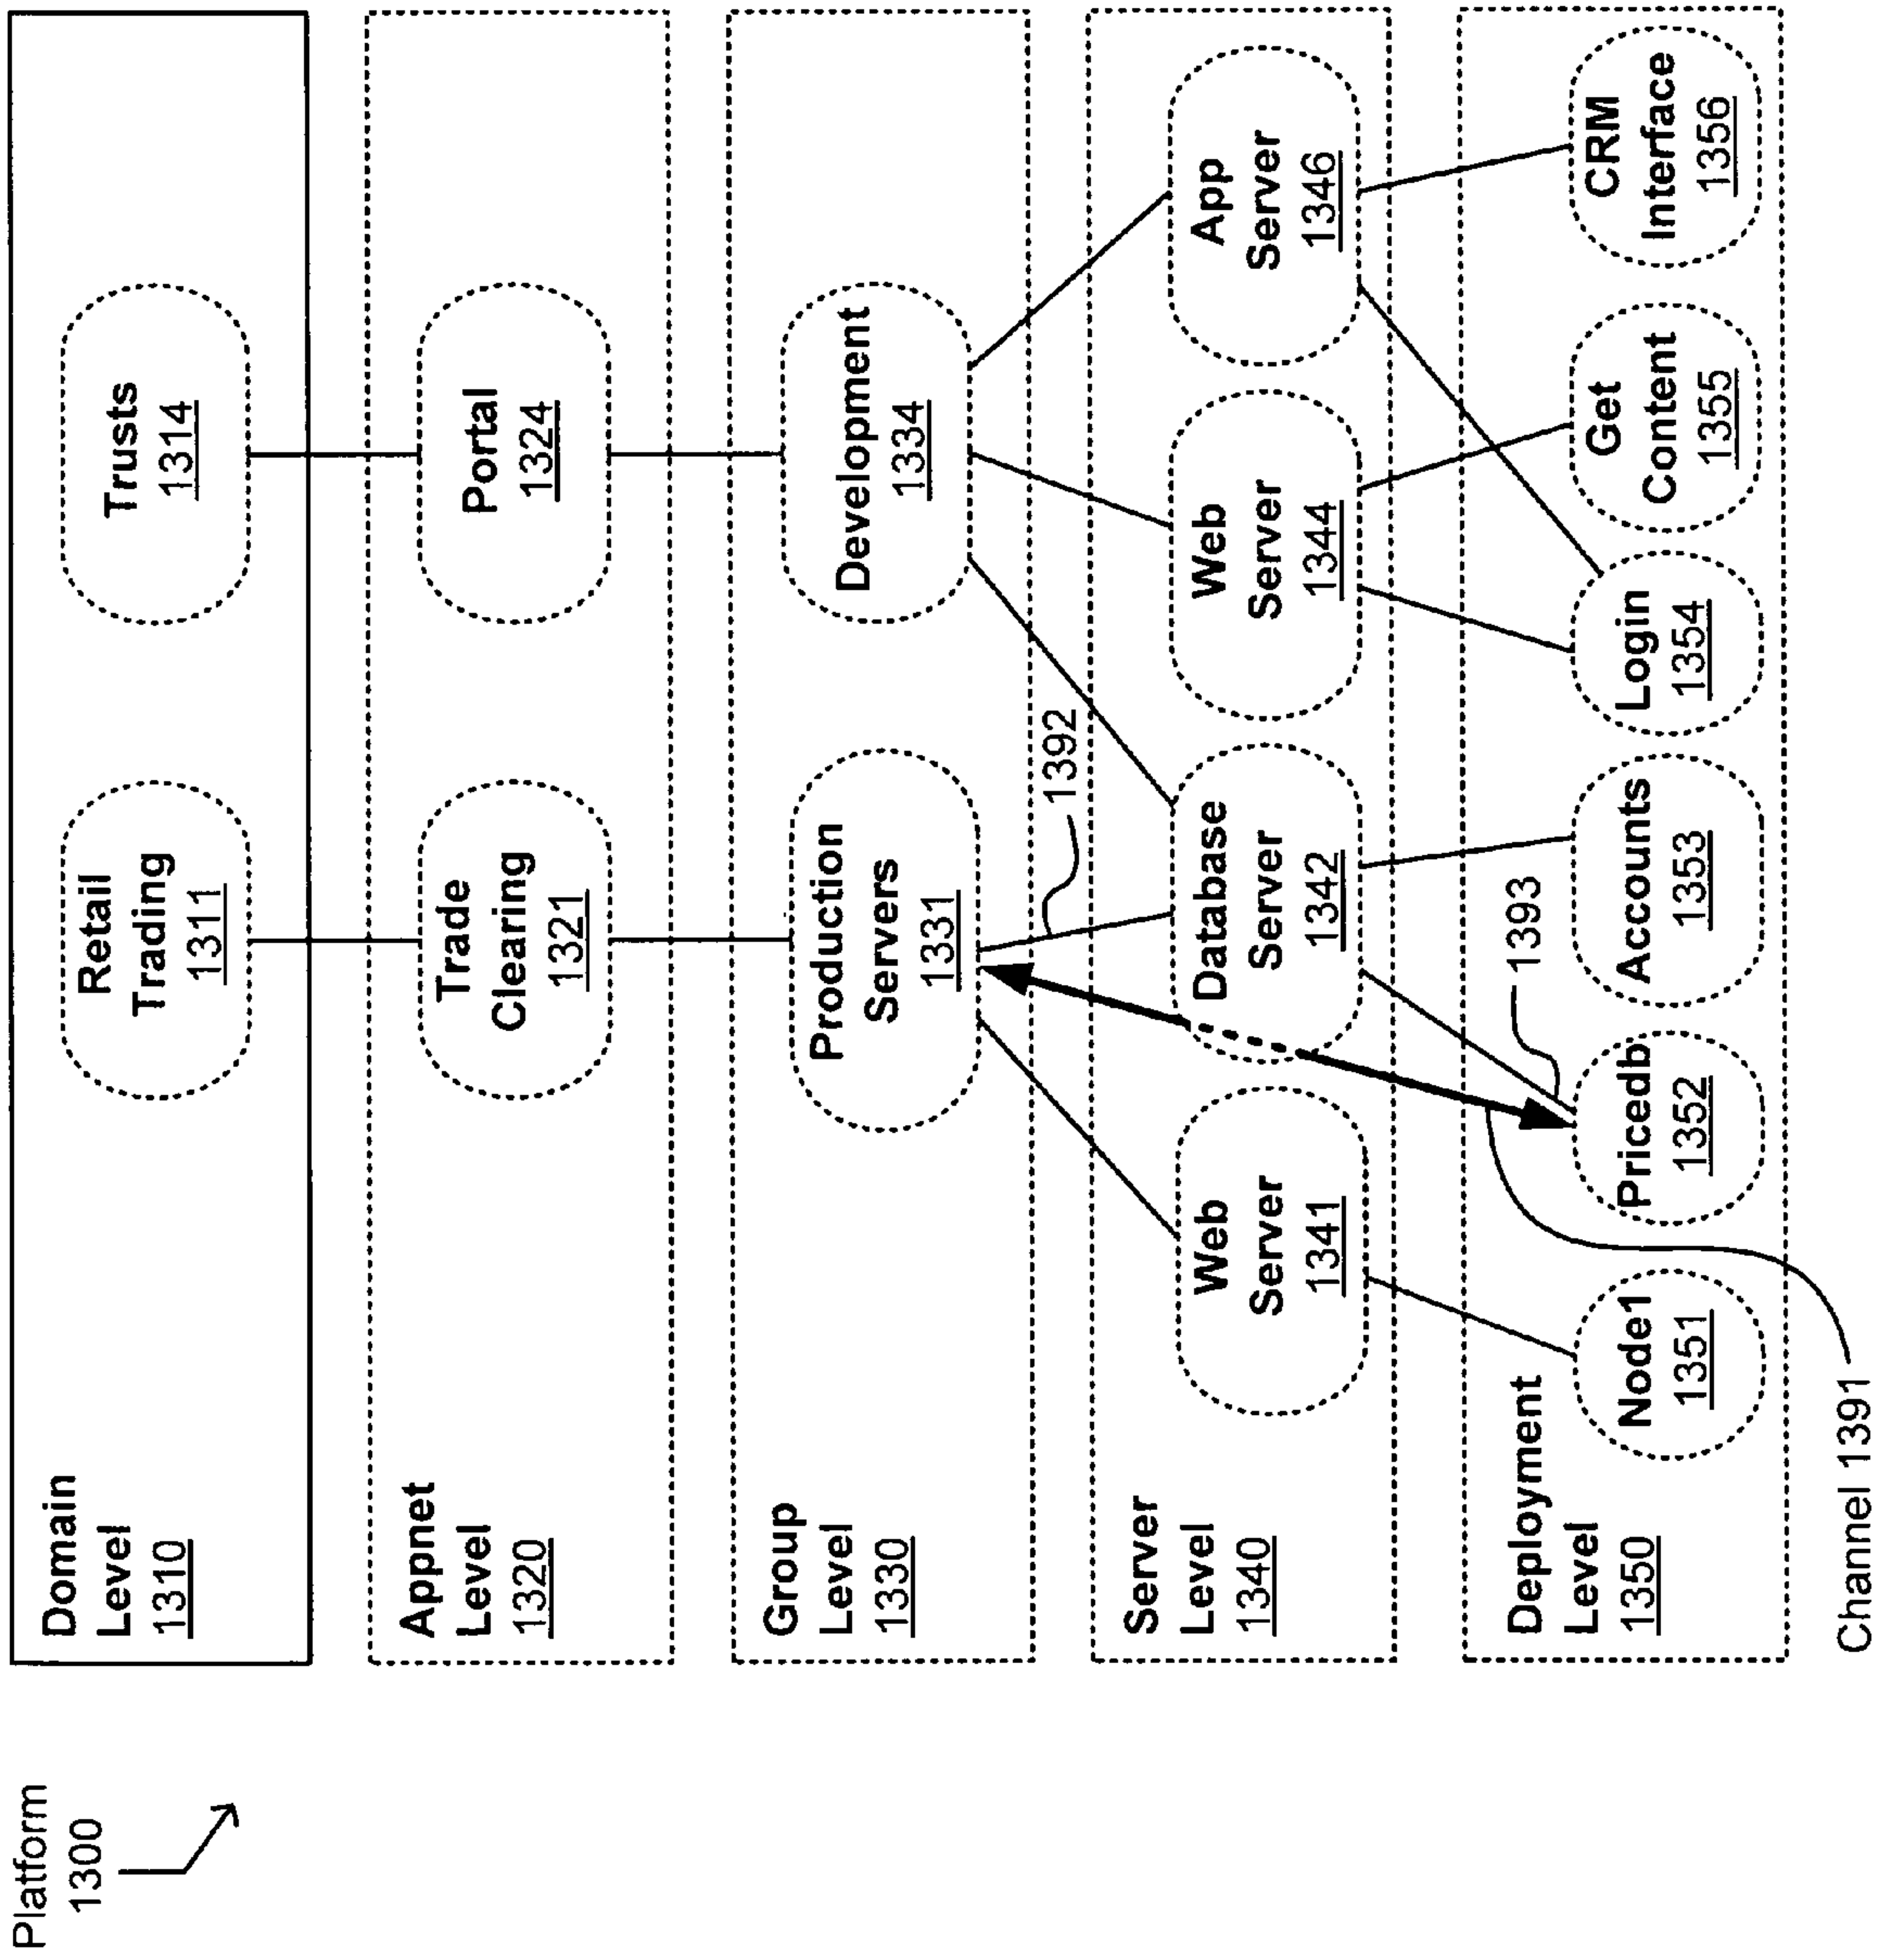 Platform
1300
Domain
Level
1310
Retail
Trading
1311
Trusts
1314
Appnet
Level
1320
Trade
Clearing
1321
Portal
1324
Group
Level
1330
Production
Servers
1331
Development
1334
1392
Server
Level
1340
Web
Server
1341
Database
Server
1342
Web
Server
1344
App
Server
1346
1393
Deployment
Level
1350
Node1
1351
Pricedb
1352
Accounts
1353
Login
1354
Get
Content
1355
CRM
Interface
1356
Channel 1391